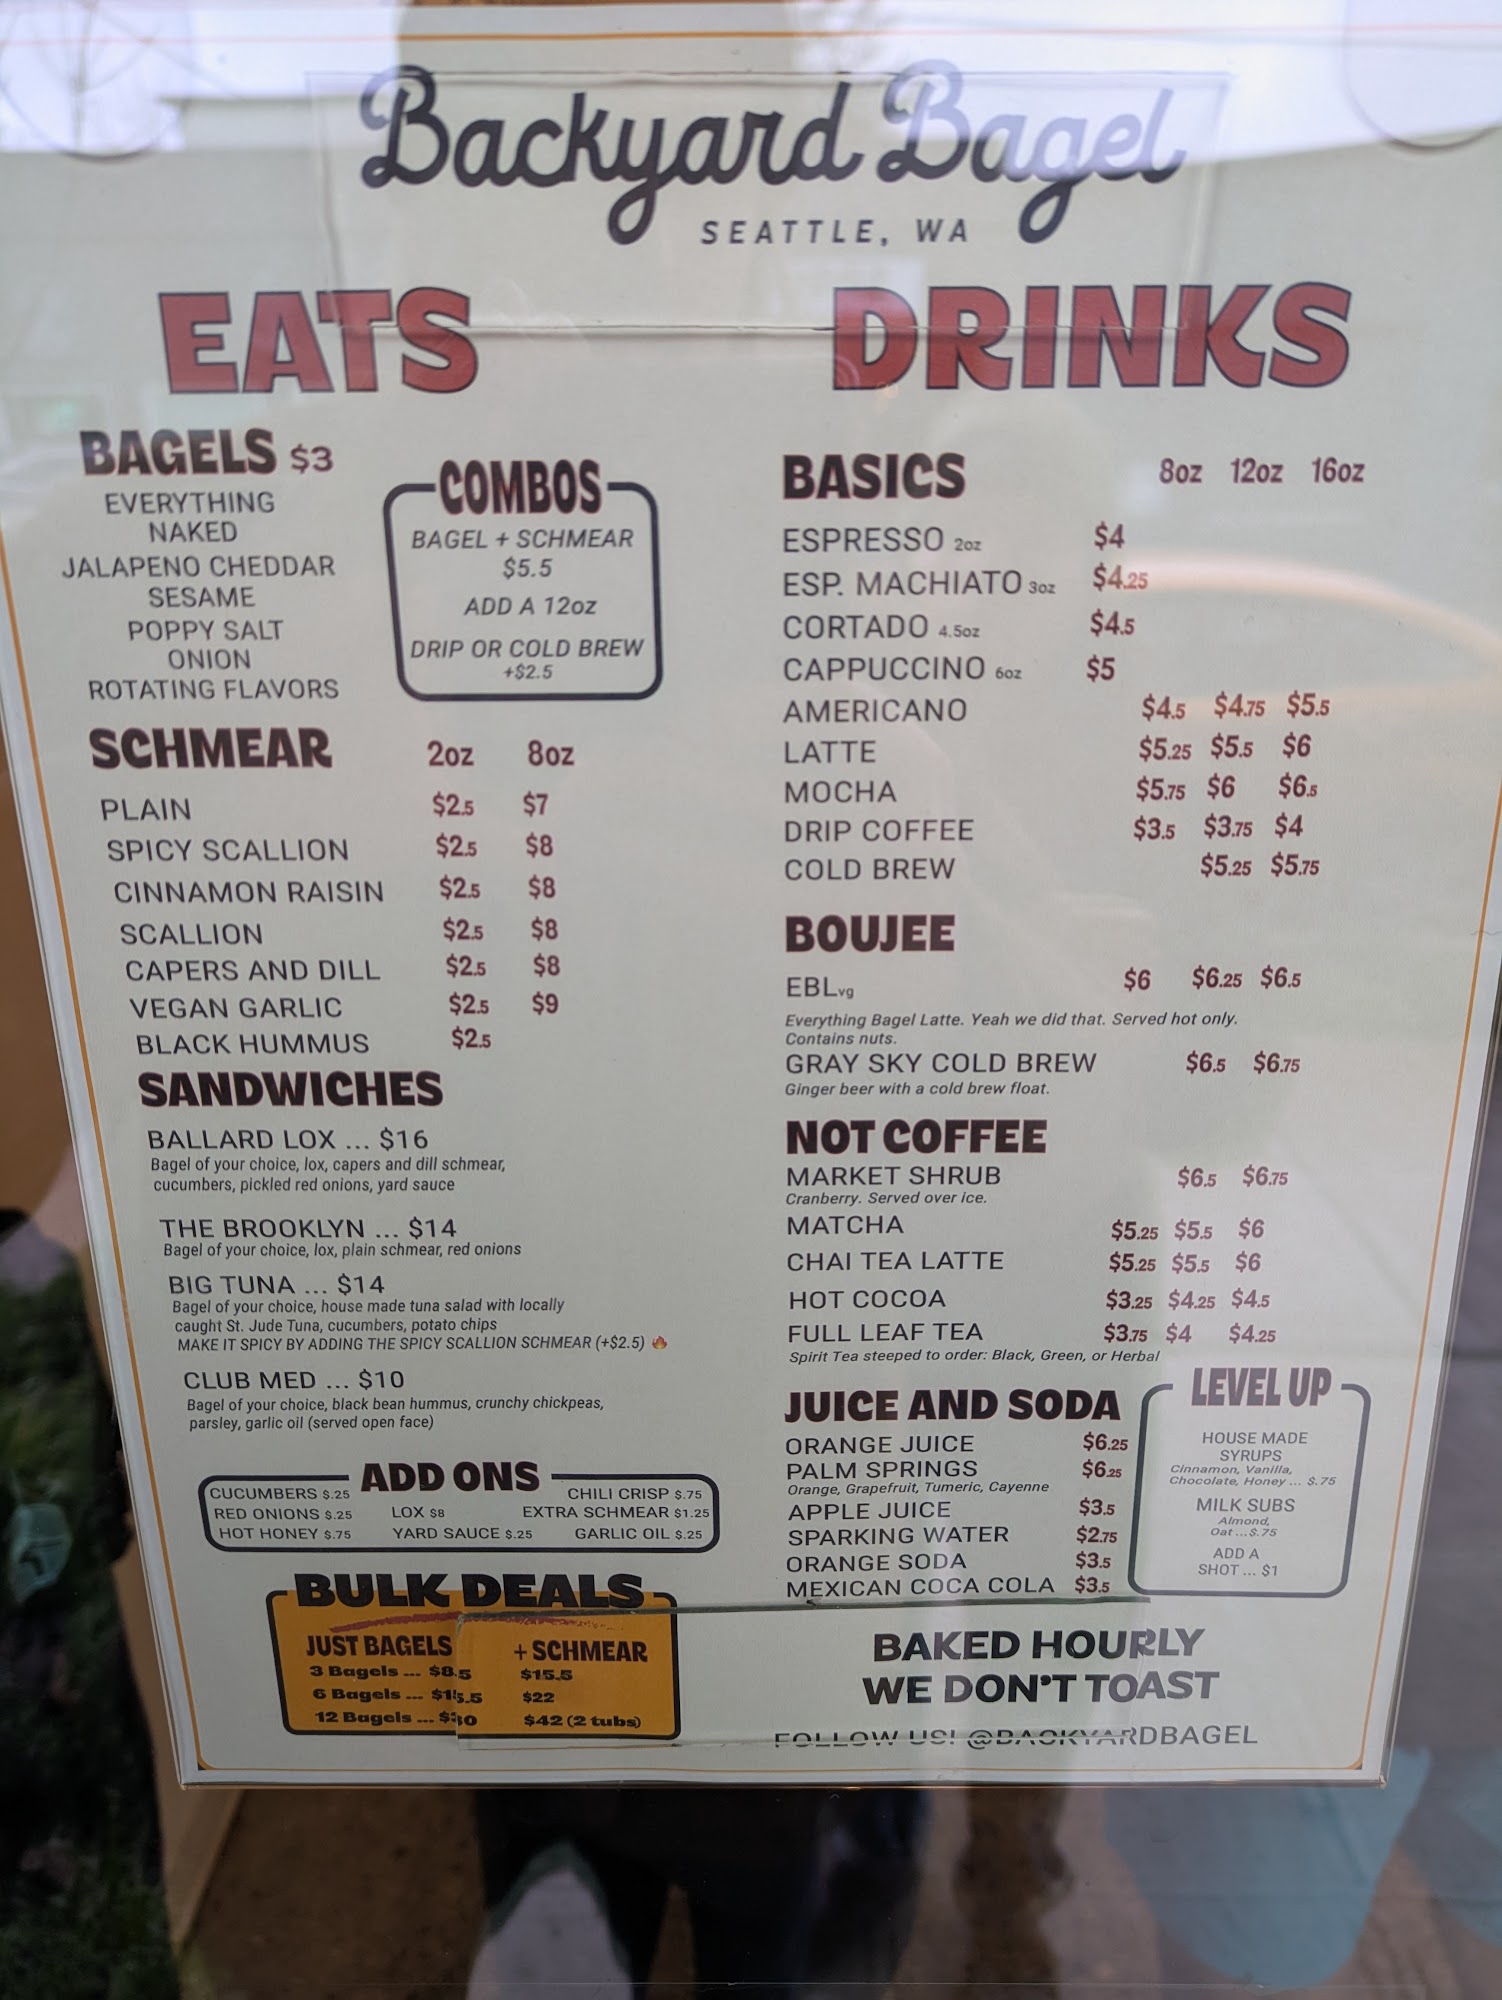 Backyard Bagel
SEATTLE, WA
EATS
BAGELS $3
EVERYTHING
NAKED
JALAPENO CHEDDAR
SESAME
POPPY SALT
ONION
ROTATING FLAVORS
COMBOS
BAGEL + SCHMEAR
$5.5
ADD A 12oz
DRIP OR COLD BREW
+$2.5
SCHMEAR 2oz 8oz
PLAIN $2.5 $7
SPICY SCALLION $2.5 $8
CINNAMON RAISIN $2.5 $8
SCALLION $2.5 $8
CAPERS AND DILL $2.5 $8
VEGAN GARLIC $2.5 $9
BLACK HUMMUS $2.5
SANDWICHES
BALLARD LOX ... $16
Bagel of your choice, lox, capers and dill schmear,
cucumbers, pickled red onions, yard sauce
THE BROOKLYN ... $14
Bagel of your choice, lox, plain schmear, red onions
BIG TUNA ... $14
Bagel of your choice, house made tuna salad with locally
caught St. Jude Tuna, cucumbers, potato chips
MAKE IT SPICY BY ADDING THE SPICY SCALLION SCHMEAR (+$2.5) 🔥
CLUB MED ... $10
Bagel of your choice, black bean hummus, crunchy chickpeas,
parsley, garlic oil (served open face)
ADD ONS
CUCUMBERS $.25 CHILI CRISP $.75
RED ONIONS $.25 LOX $8 EXTRA SCHMEAR $1.25
HOT HONEY $.75 YARD SAUCE $.25 GARLIC OIL $.25
BULK DEALS
JUST BAGELS + SCHMEAR
3 Bagels ... $8.5 $15.5
6 Bagels ... $15.5 $22
12 Bagels ... $30 $42 (2 tubs)
DRINKS
BASICS 8oz 12oz 16oz
ESPRESSO 2oz $4
ESP. MACHIATO 3oz $4.25
CORTADO 4.5oz $4.5
CAPPUCCINO 6oz $5
AMERICANO $4.5 $4.75 $5.5
LATTE $5.25 $5.5 $6
MOCHA $5.75 $6 $6.5
DRIP COFFEE $3.5 $3.75 $4
COLD BREW $5.25 $5.75
BOUJEE
EBL vg $6 $6.25 $6.5
Everything Bagel Latte. Yeah we did that. Served hot only.
Contains nuts.
GRAY SKY COLD BREW $6.5 $6.75
Ginger beer with a cold brew float.
NOT COFFEE
MARKET SHRUB $6.5 $6.75
Cranberry. Served over ice.
MATCHA $5.25 $5.5 $6
CHAI TEA LATTE $5.25 $5.5 $6
HOT COCOA $3.25 $4.25 $4.5
FULL LEAF TEA $3.75 $4 $4.25
Spirit Tea steeped to order: Black, Green, or Herbal
JUICE AND SODA
ORANGE JUICE $6.25
PALM SPRINGS $6.25
Orange, Grapefruit, Tumeric, Cayenne
APPLE JUICE $3.5
SPARKING WATER $2.75
ORANGE SODA $3.5
MEXICAN COCA COLA $3.5
LEVEL UP
HOUSE MADE
SYRUPS
Cinnamon, Vanilla,
Chocolate, Honey ... $.75
MILK SUBS
Almond,
Oat ...$.75
ADD A
SHOT ... $1
BAKED HOURLY
WE DON'T TOAST
FOLLOW US! @BACKYARDBAGEL